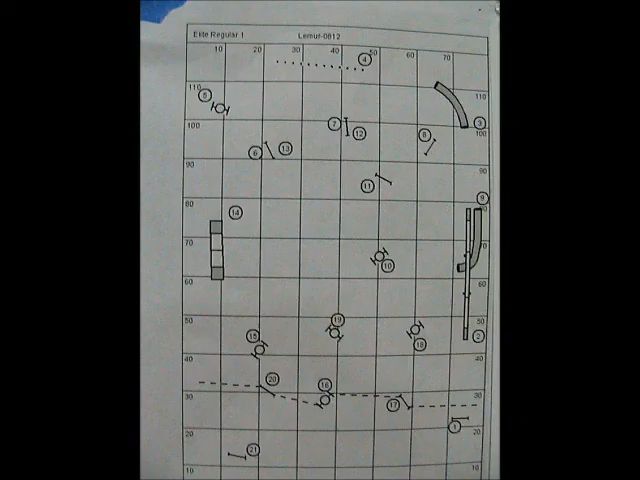 Elite Regular 1 Lemur-0812
10 20 30 40 50 60 70
4
110 5 3 110
100 7 12 8 100
6 13
90 11 90
9
80 14 80
70 10 70
60 60
50 19 50
15 18 2
40 40
20 16
30 17
1
20 20
21
10 10